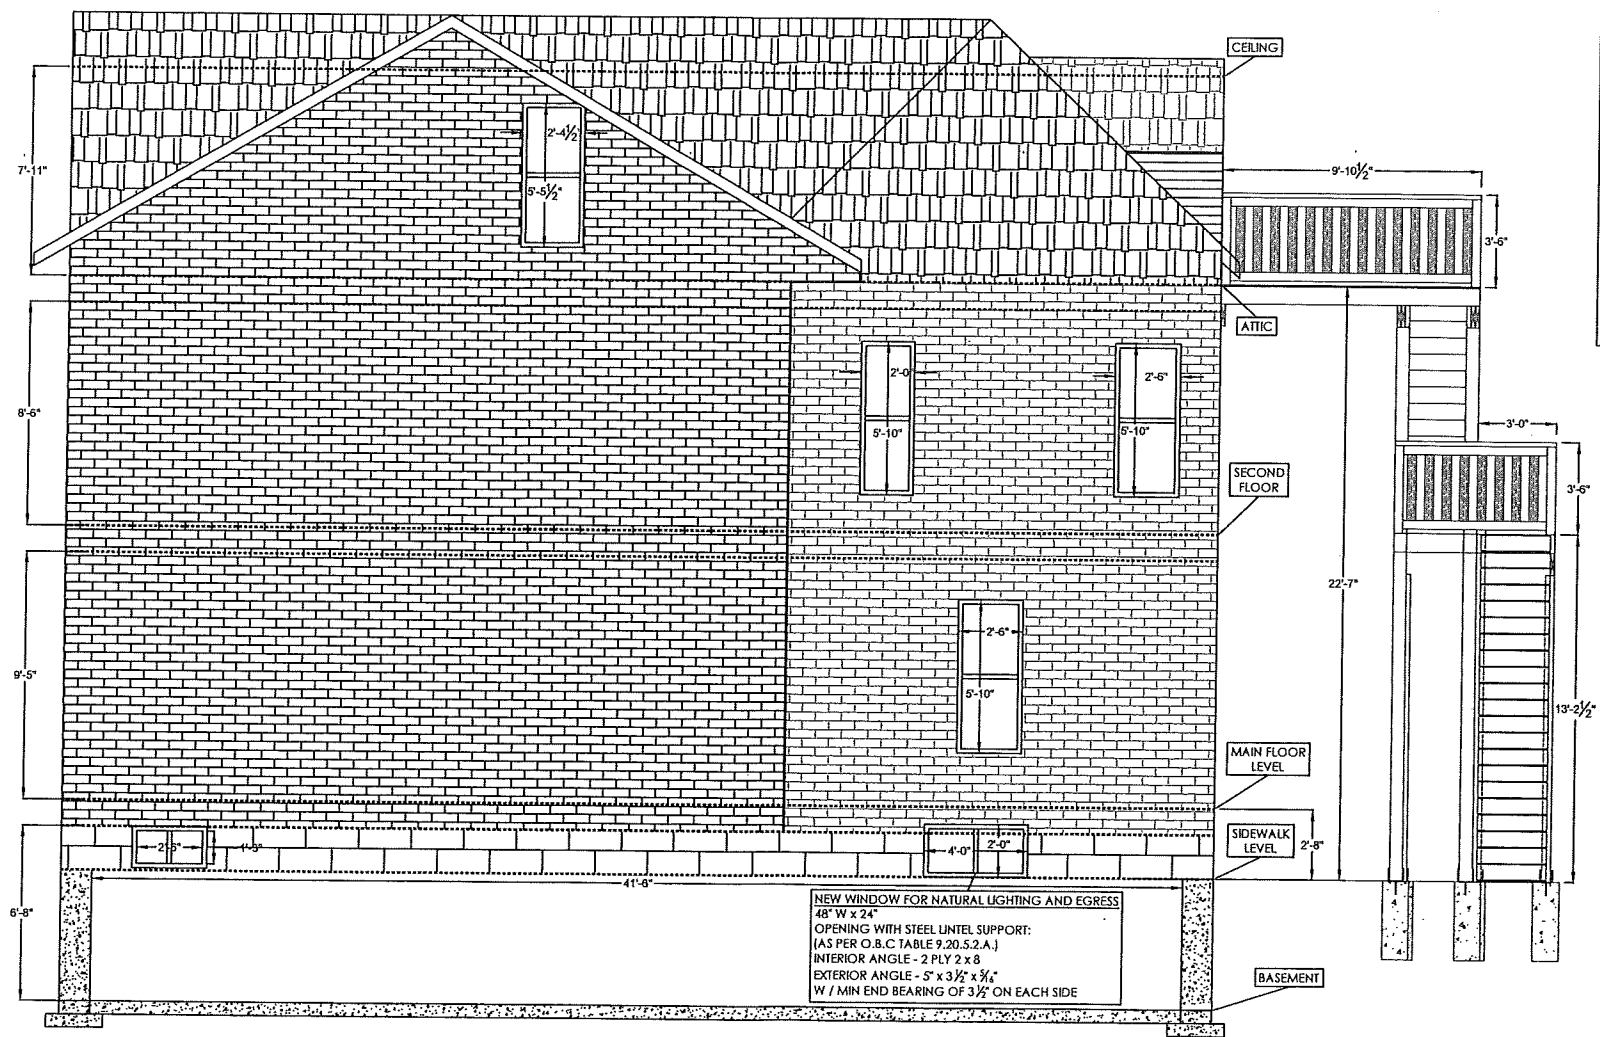 CEILING
2'-4½"
7'-11"
5'-5½"
9'-10½"
3'-6"
ATTIC
2'-0"
2'-6"
8'-6"
5'-10"
5'-10"
3'-0"
SECOND
FLOOR
3'-6"
22'-7"
2'-6"
9'-5"
5'-10"
13'-2½"
MAIN FLOOR
LEVEL
SIDEWALK
LEVEL
2'-8"
2'-6"
1'-3"
4'-0"
2'-0"
41'-6"
6'-8"
NEW WINDOW FOR NATURAL LIGHTING AND EGRESS
48" W x 24"
OPENING WITH STEEL LINTEL SUPPORT:
(AS PER O.B.C TABLE 9.20.5.2.A.)
INTERIOR ANGLE - 2 PLY 2 x 8
EXTERIOR ANGLE - 5" x 3½" x 5⁄16"
W / MIN END BEARING OF 3½" ON EACH SIDE
BASEMENT